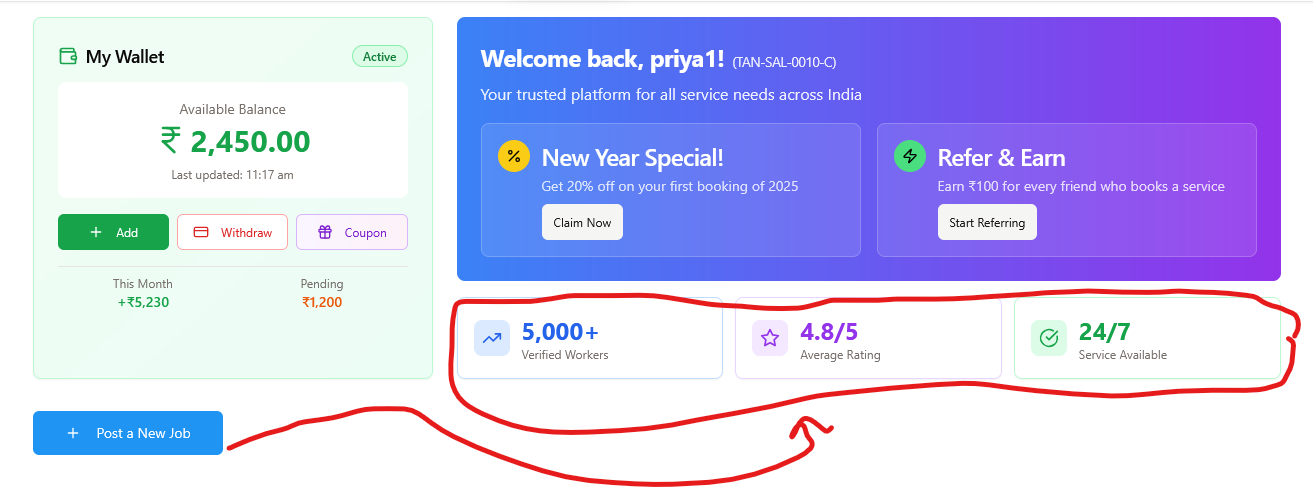 My Wallet
Active
Available Balance
₹ 2,450.00
Last updated: 11:17 am
+ Add
Withdraw
Coupon
This Month
+₹5,230
Pending
₹1,200
Welcome back, priya1! (TAN-SAL-0010-C)
Your trusted platform for all service needs across India
New Year Special!
Get 20% off on your first booking of 2025
Claim Now
Refer & Earn
Earn ₹100 for every friend who books a service
Start Referring
5,000+
Verified Workers
4.8/5
Average Rating
24/7
Service Available
+ Post a New Job